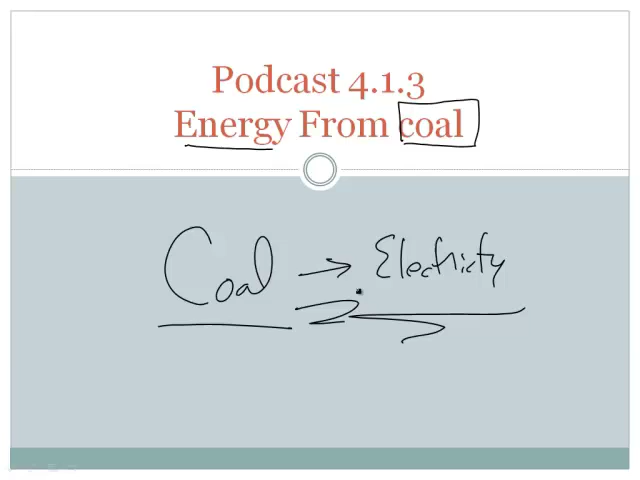 Podcast 4.1.3
Energy From coal
Coal → Electricity